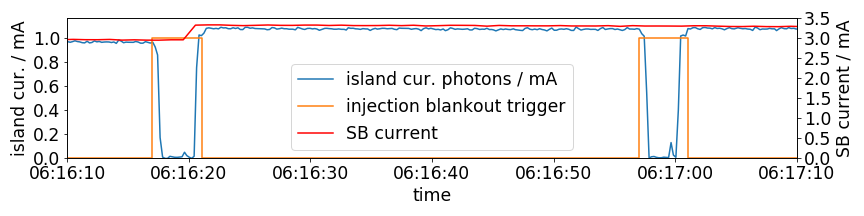 island cur. / mA
1.0
0.8
0.6
0.4
0.2
0.0
island cur. photons / mA
injection blankout trigger
SB current
3.5
3.0
2.5
2.0
1.5
1.0
0.5
0.0
SB current / mA
06:16:10 06:16:20 06:16:30 06:16:40 06:16:50 06:17:00 06:17:10
time